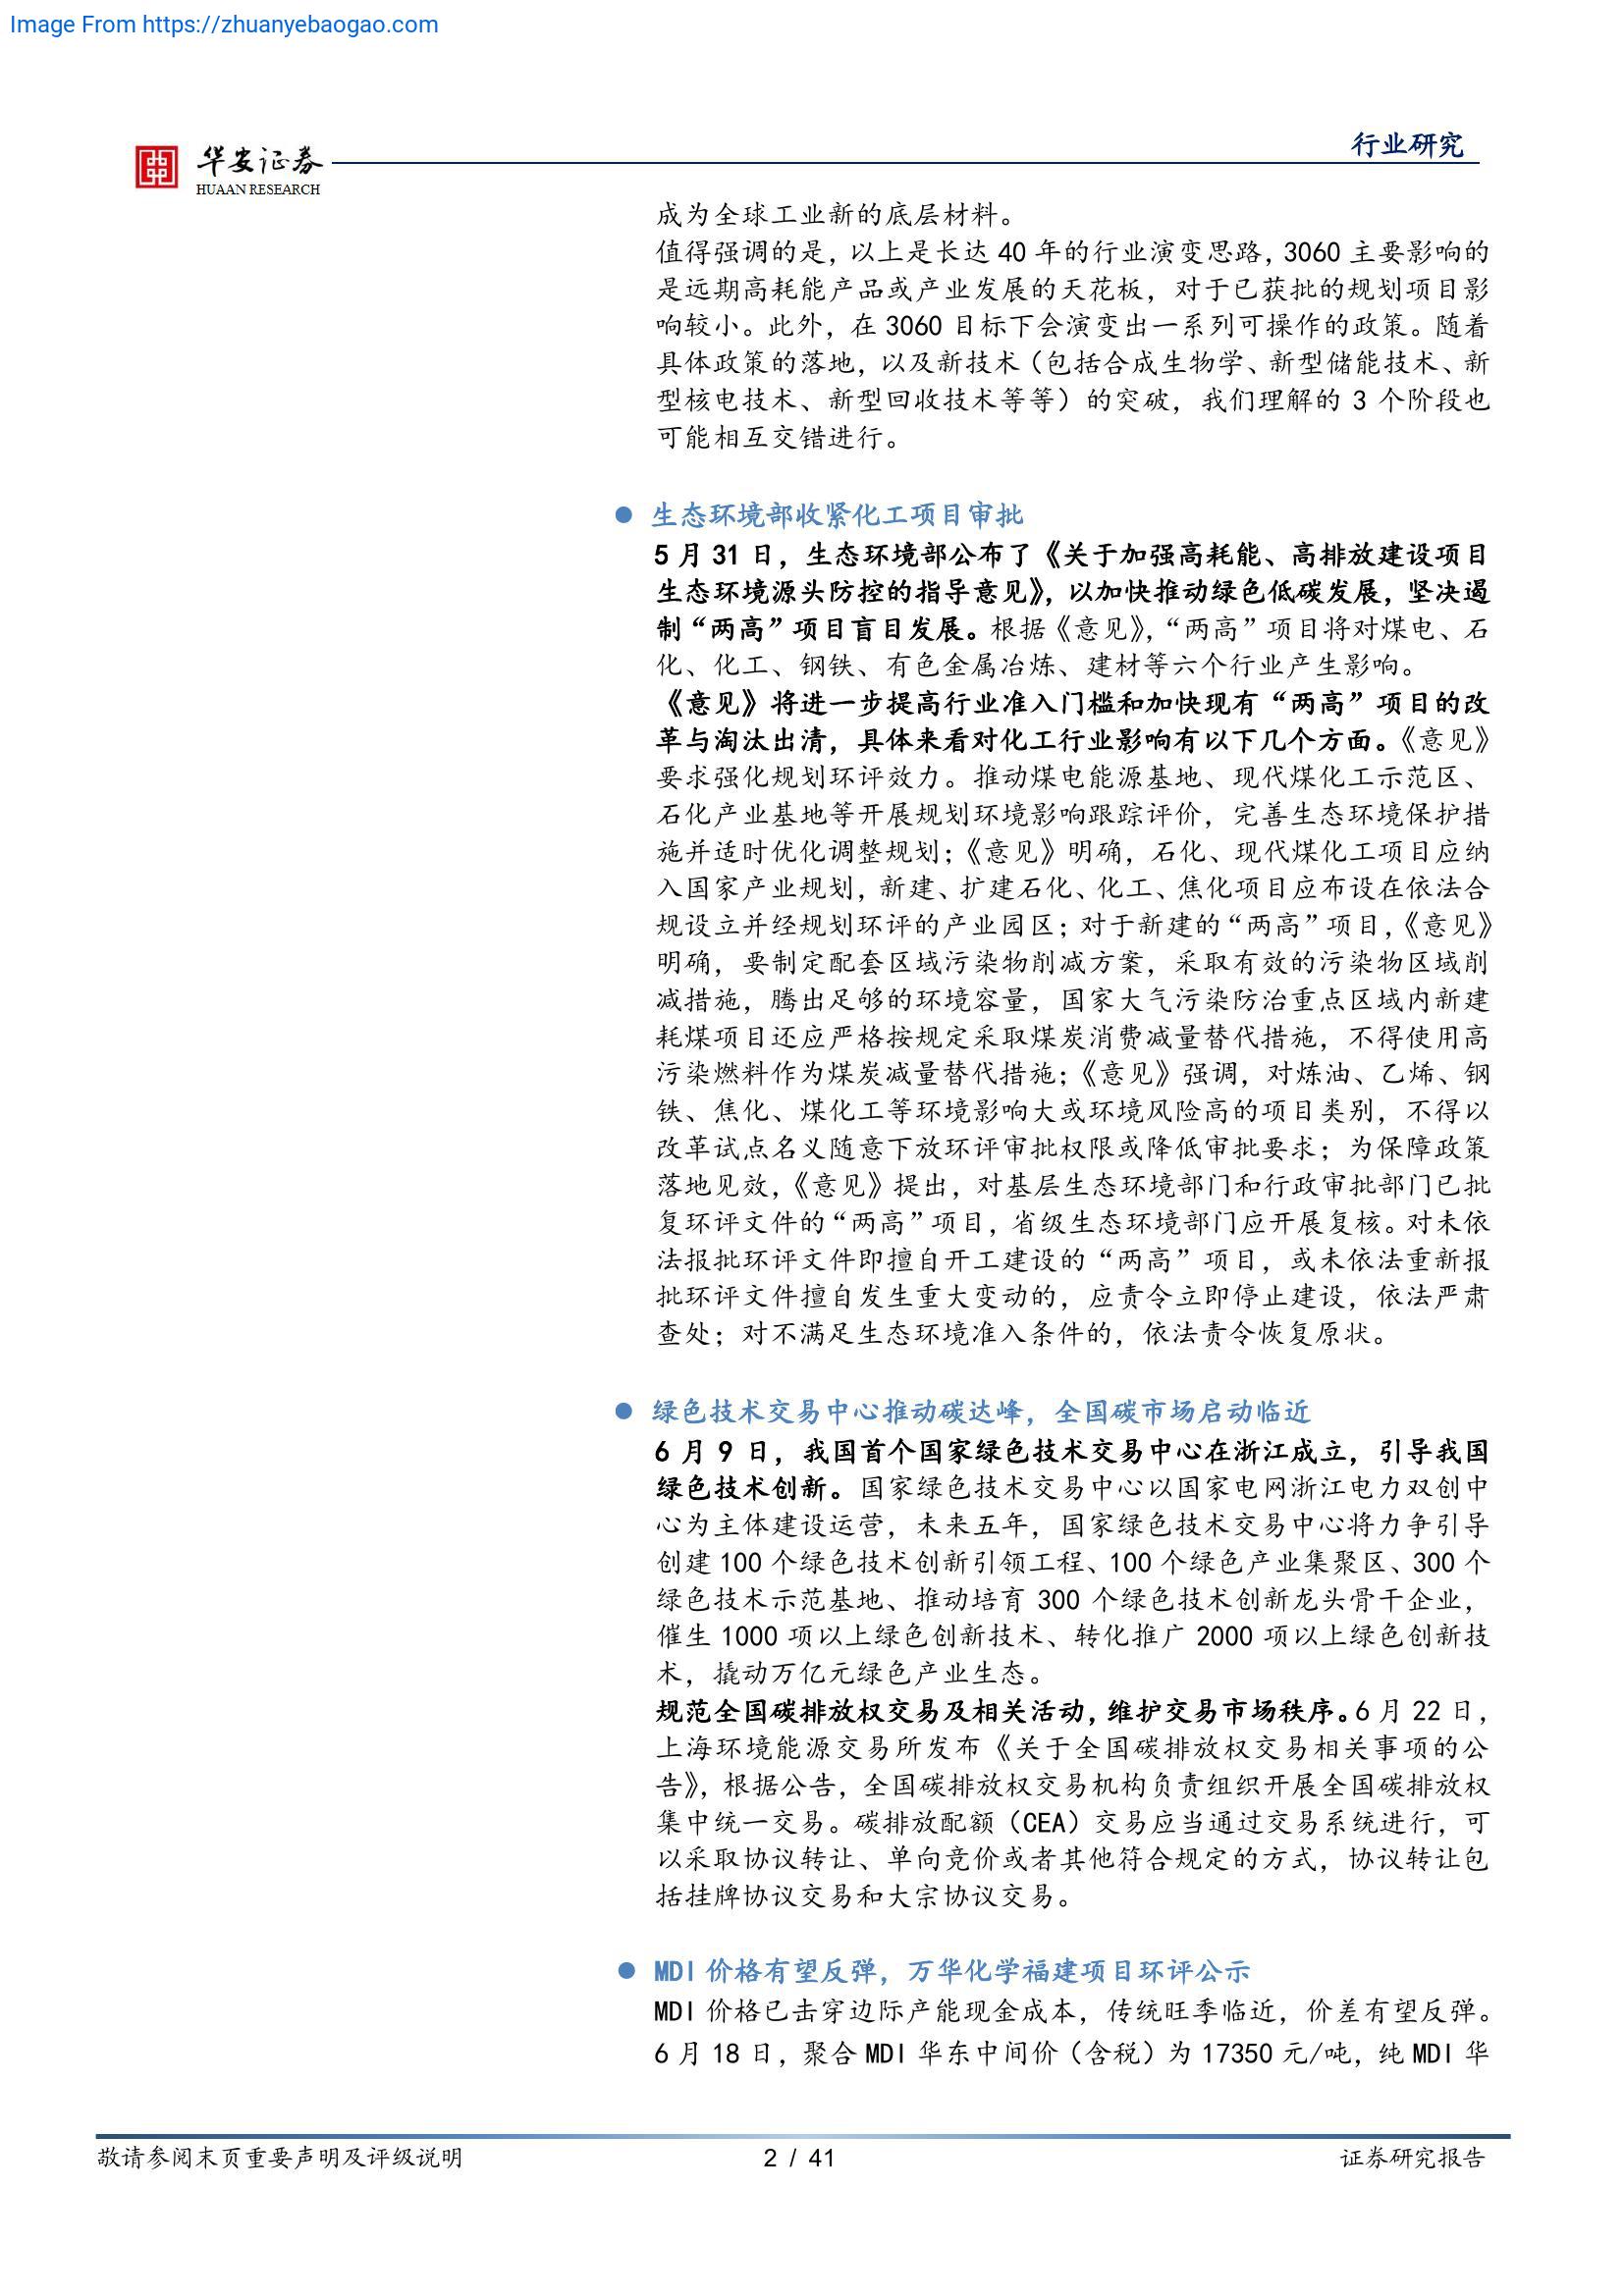 Image From https://zhuanyebaogao.com
华安证券
HUAAN RESEARCH
行业研究
成为全球工业新的底层材料。
值得强调的是，以上是长达 40 年的行业演变思路，3060 主要影响的
是远期高耗能产品或产业发展的天花板，对于已获批的规划项目影
响较小。此外，在 3060 目标下会演变出一系列可操作的政策。随着
具体政策的落地，以及新技术（包括合成生物学、新型储能技术、新
型核电技术、新型回收技术等等）的突破，我们理解的 3 个阶段也
可能相互交错进行。
● 生态环境部收紧化工项目审批
5 月 31 日，生态环境部公布了《关于加强高耗能、高排放建设项目
生态环境源头防控的指导意见》，以加快推动绿色低碳发展，坚决遏
制“两高”项目盲目发展。根据《意见》，“两高”项目将对煤电、石
化、化工、钢铁、有色金属冶炼、建材等六个行业产生影响。
《意见》将进一步提高行业准入门槛和加快现有“两高”项目的改
革与淘汰出清，具体来看对化工行业影响有以下几个方面。《意见》
要求强化规划环评效力。推动煤电能源基地、现代煤化工示范区、
石化产业基地等开展规划环境影响跟踪评价，完善生态环境保护措
施并适时优化调整规划；《意见》明确，石化、现代煤化工项目应纳
入国家产业规划，新建、扩建石化、化工、焦化项目应布设在依法合
规设立并经规划环评的产业园区；对于新建的“两高”项目，《意见》
明确，要制定配套区域污染物削减方案，采取有效的污染物区域削
减措施，腾出足够的环境容量，国家大气污染防治重点区域内新建
耗煤项目还应严格按规定采取煤炭消费减量替代措施，不得使用高
污染燃料作为煤炭减量替代措施；《意见》强调，对炼油、乙烯、钢
铁、焦化、煤化工等环境影响大或环境风险高的项目类别，不得以
改革试点名义随意下放环评审批权限或降低审批要求；为保障政策
落地见效，《意见》提出，对基层生态环境部门和行政审批部门已批
复环评文件的“两高”项目，省级生态环境部门应开展复核。对未依
法报批环评文件即擅自开工建设的“两高”项目，或未依法重新报
批环评文件擅自发生重大变动的，应责令立即停止建设，依法严肃
查处；对不满足生态环境准入条件的，依法责令恢复原状。
● 绿色技术交易中心推动碳达峰，全国碳市场启动临近
6 月 9 日，我国首个国家绿色技术交易中心在浙江成立，引导我国
绿色技术创新。国家绿色技术交易中心以国家电网浙江电力双创中
心为主体建设运营，未来五年，国家绿色技术交易中心将力争引导
创建 100 个绿色技术创新引领工程、100 个绿色产业集聚区、300 个
绿色技术示范基地、推动培育 300 个绿色技术创新龙头骨干企业，
催生 1000 项以上绿色创新技术、转化推广 2000 项以上绿色创新技
术，撬动万亿元绿色产业生态。
规范全国碳排放权交易及相关活动，维护交易市场秩序。6 月 22 日，
上海环境能源交易所发布《关于全国碳排放权交易相关事项的公
告》，根据公告，全国碳排放权交易机构负责组织开展全国碳排放权
集中统一交易。碳排放配额（CEA）交易应当通过交易系统进行，可
以采取协议转让、单向竞价或者其他符合规定的方式，协议转让包
括挂牌协议交易和大宗协议交易。
● MDI 价格有望反弹，万华化学福建项目环评公示
MDI 价格已击穿边际产能现金成本，传统旺季临近，价差有望反弹。
6 月 18 日，聚合 MDI 华东中间价（含税）为 17350 元/吨，纯 MDI 华
敬请参阅末页重要声明及评级说明
2 / 41
证券研究报告